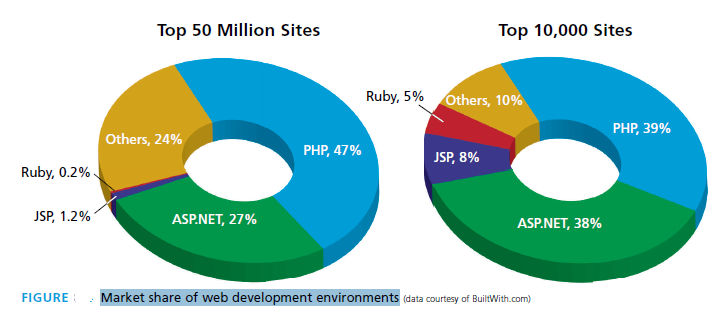 Top 50 Million Sites
Top 10,000 Sites
Others, 24%
PHP, 47%
Ruby, 0.2%
JSP, 1.2%
ASP.NET, 27%
Ruby, 5%
Others, 10%
PHP, 39%
JSP, 8%
ASP.NET, 38%
FIGURE Market share of web development environments (data courtesy of BuiltWith.com)